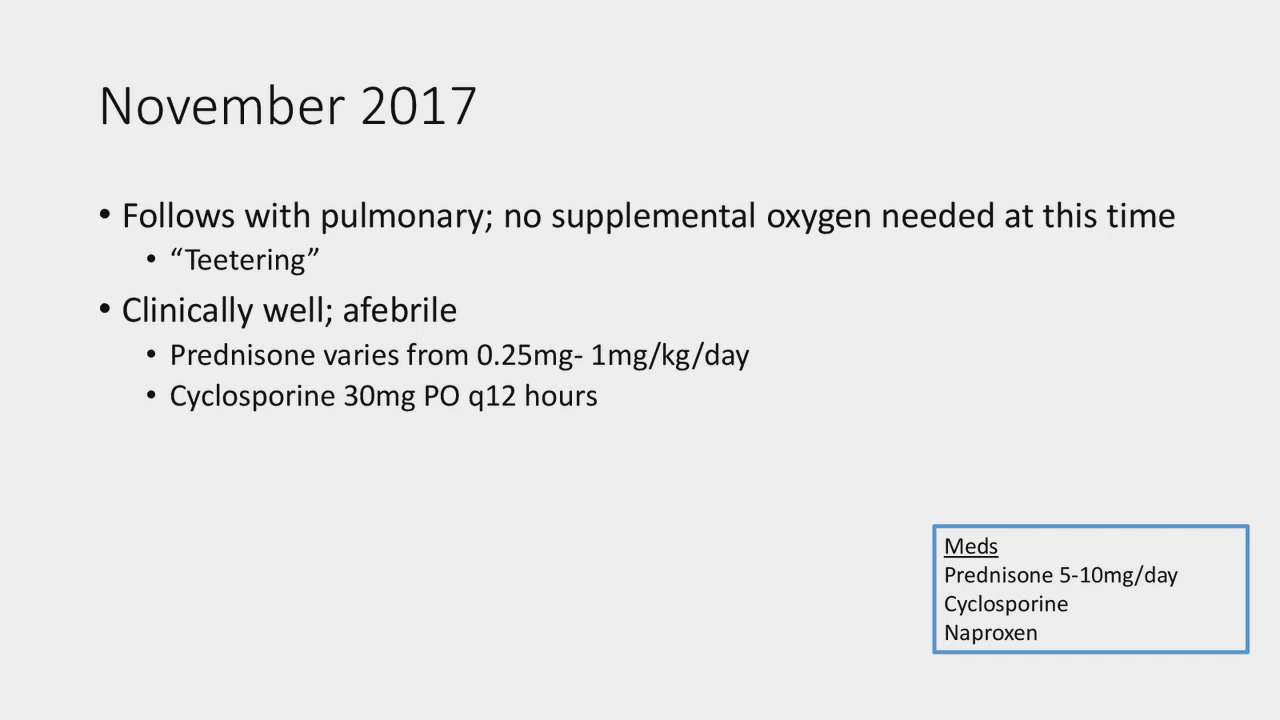 November 2017
• Follows with pulmonary; no supplemental oxygen needed at this time
• “Teetering”
• Clinically well; afebrile
• Prednisone varies from 0.25mg- 1mg/kg/day
• Cyclosporine 30mg PO q12 hours
Meds
Prednisone 5-10mg/day
Cyclosporine
Naproxen